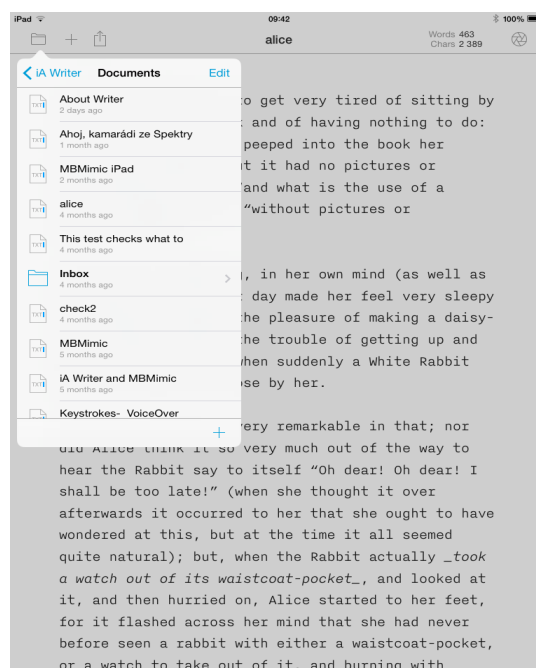 iPad 09:42 100%
alice
Words 463
Chars 2 389
iA Writer Documents Edit
About Writer
2 days ago
Ahoj, kamarádi ze Spektry
1 month ago
MBMimic iPad
2 months ago
alice
4 months ago
This test checks what to
4 months ago
Inbox
4 months ago
check2
4 months ago
MBMimic
5 months ago
iA Writer and MBMimic
5 months ago
Keystrokes- VoiceOver
to get very tired of sitting by
and of having nothing to do:
peeped into the book her
it had no pictures or
and what is the use of a
“without pictures or
, in her own mind (as well as
day made her feel very sleepy
the pleasure of making a daisy-
the trouble of getting up and
when suddenly a White Rabbit
by her.
very remarkable in that; nor
did Alice think it so very much out of the way to
hear the Rabbit say to itself “Oh dear! Oh dear! I
shall be too late!” (when she thought it over
afterwards it occurred to her that she ought to have
wondered at this, but at the time it all seemed
quite natural); but, when the Rabbit actually _took
a watch out of its waistcoat-pocket_, and looked at
it, and then hurried on, Alice started to her feet,
for it flashed across her mind that she had never
before seen a rabbit with either a waistcoat-pocket,
or a watch to take out of it, and burning with